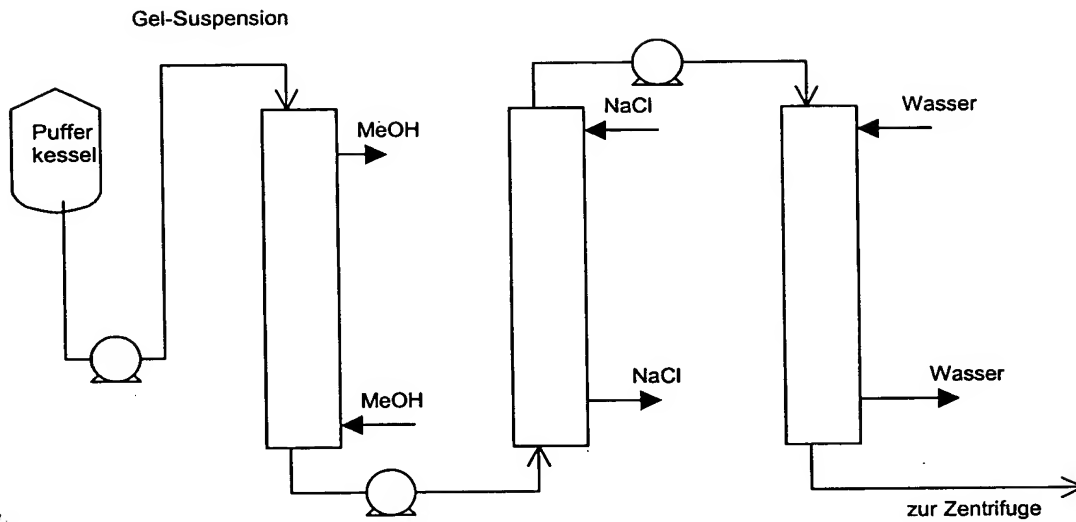 Gel-Suspension
Puffer
kessel
MeOH
MeOH
NaCl
NaCl
Wasser
Wasser
zur Zentrifuge